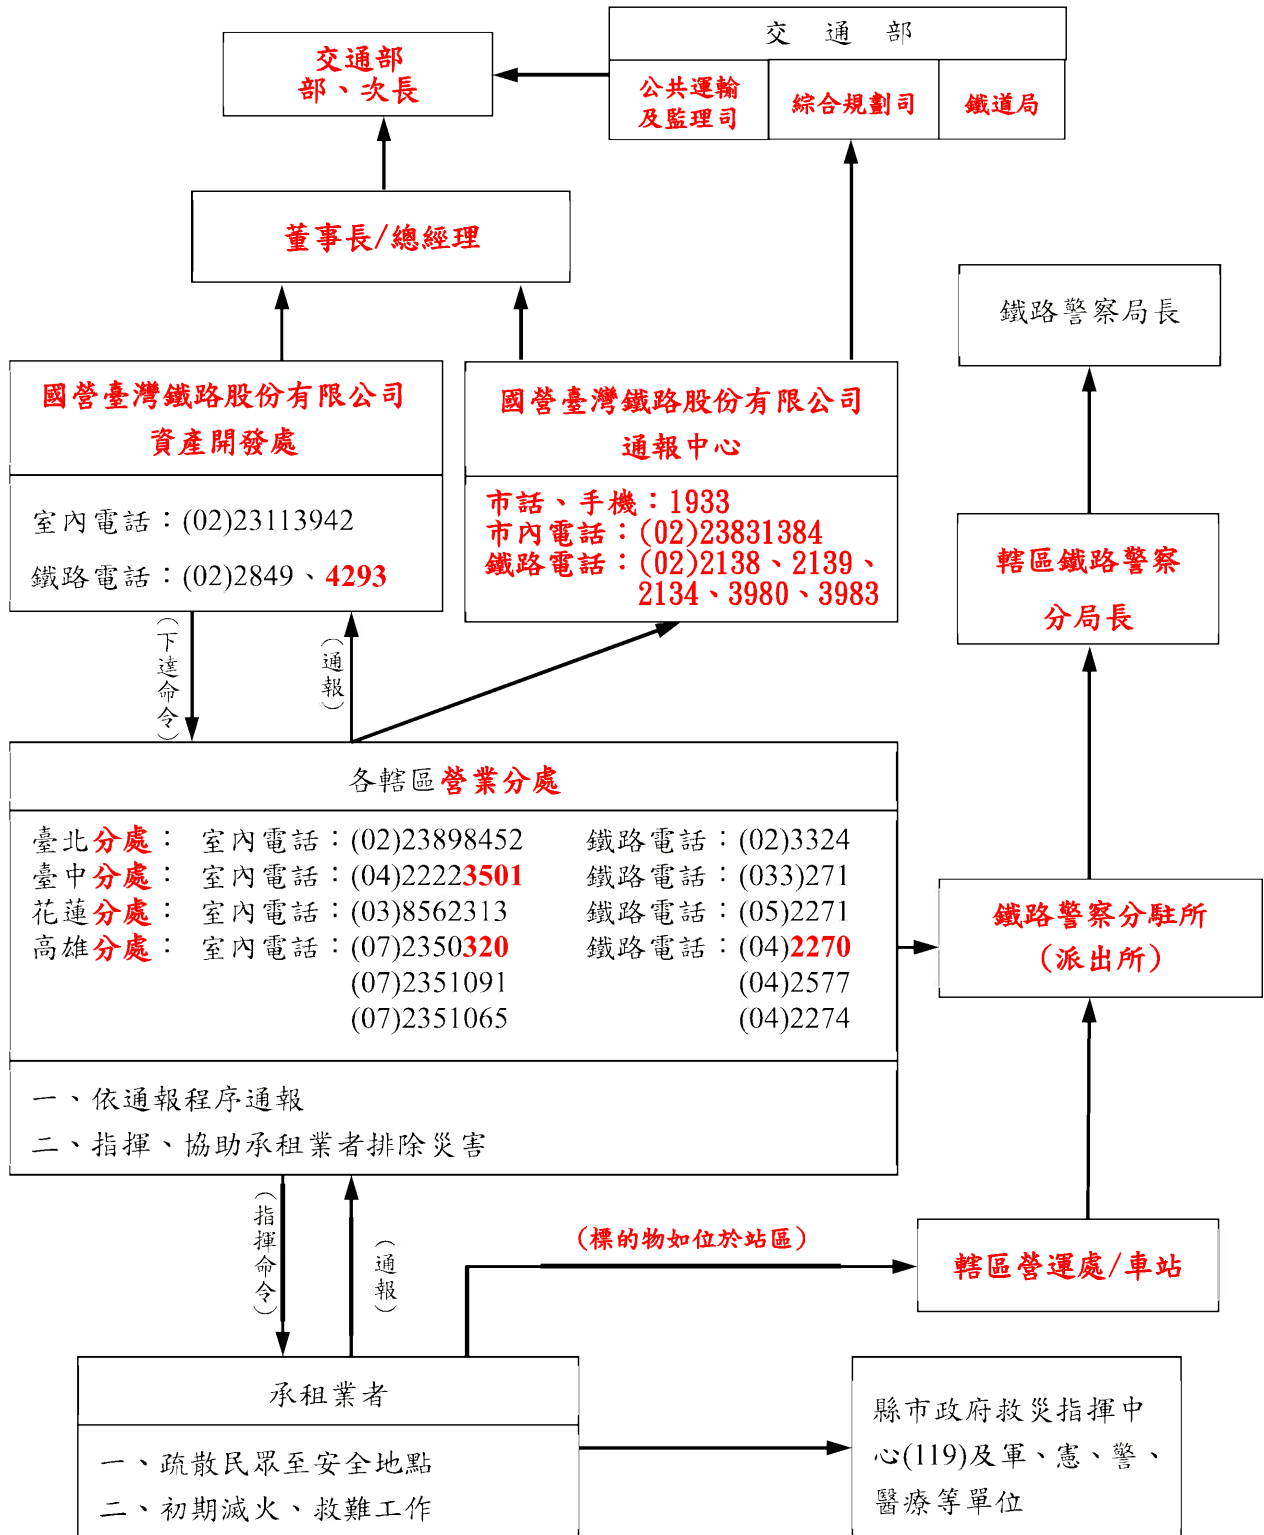 交通部
部、次長
交　通　部
公共運輸
及監理司
綜合規劃司
鐵道局
董事長/總經理
鐵路警察局長
國營臺灣鐵路股份有限公司
資產開發處
室內電話：(02)23113942
鐵路電話：(02)2849、4293
國營臺灣鐵路股份有限公司
通報中心
市話、手機：1933
市內電話：(02)23831384
鐵路電話：(02)2138、2139、
2134、3980、3983
轄區鐵路警察
分局長
(下達命令)
(通報)
各轄區營業分處
臺北分處： 室內電話：(02)23898452 鐵路電話：(02)3324
臺中分處： 室內電話：(04)22223501 鐵路電話：(033)271
花蓮分處： 室內電話：(03)8562313 鐵路電話：(05)2271
高雄分處： 室內電話：(07)2350320 鐵路電話：(04)2270
(07)2351091 (04)2577
(07)2351065 (04)2274
一、依通報程序通報
二、指揮、協助承租業者排除災害
鐵路警察分駐所
(派出所)
(指揮命令)
(通報)
(標的物如位於站區)
轄區營運處/車站
承租業者
一、疏散民眾至安全地點
二、初期滅火、救難工作
縣市政府救災指揮中
心(119)及軍、憲、警、
醫療等單位